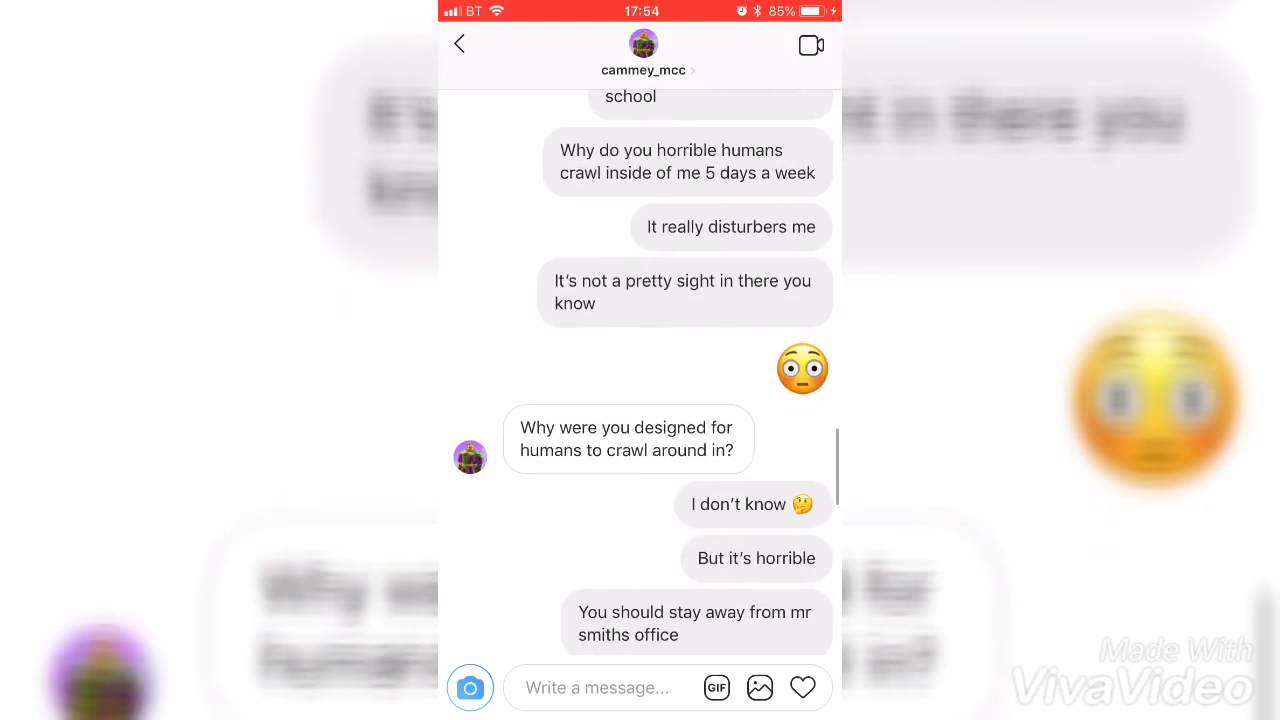 BT 17:54 85%
cammey_mcc
school
Why do you horrible humans
crawl inside of me 5 days a week
It really disturbers me
It's not a pretty sight in there you
know
Why were you designed for
humans to crawl around in?
I don't know 🤔
But it's horrible
You should stay away from mr
smiths office
Write a message...
GIF
Made With
VivaVideo